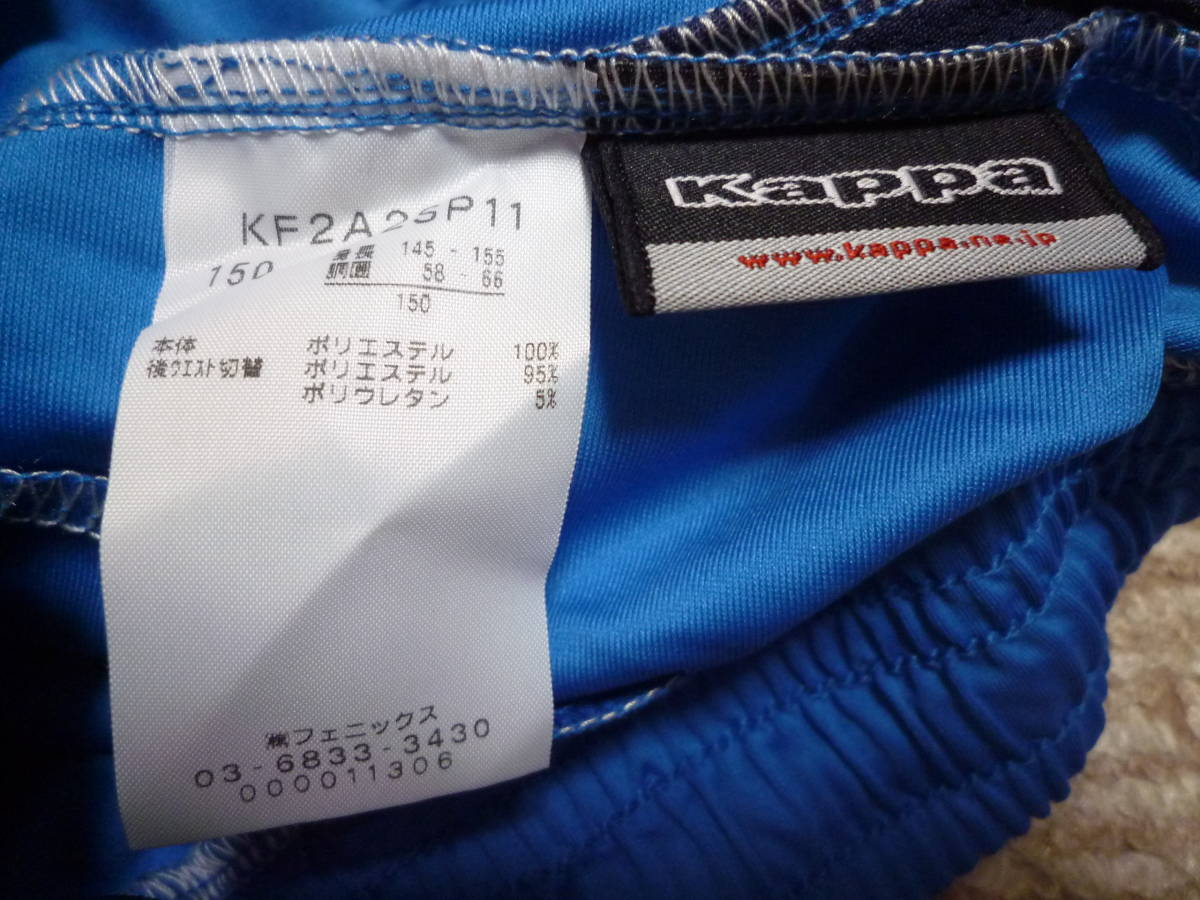 KF2A2SP11
150
身長 145 - 155
胴囲 58 - 66
150
本体 ポリエステル 100%
後ウエスト切替 ポリエステル 95%
ポリウレタン 5%
㈱フェニックス
03-6833-3430
000011306
Kappa
www.kappa.ne.jp